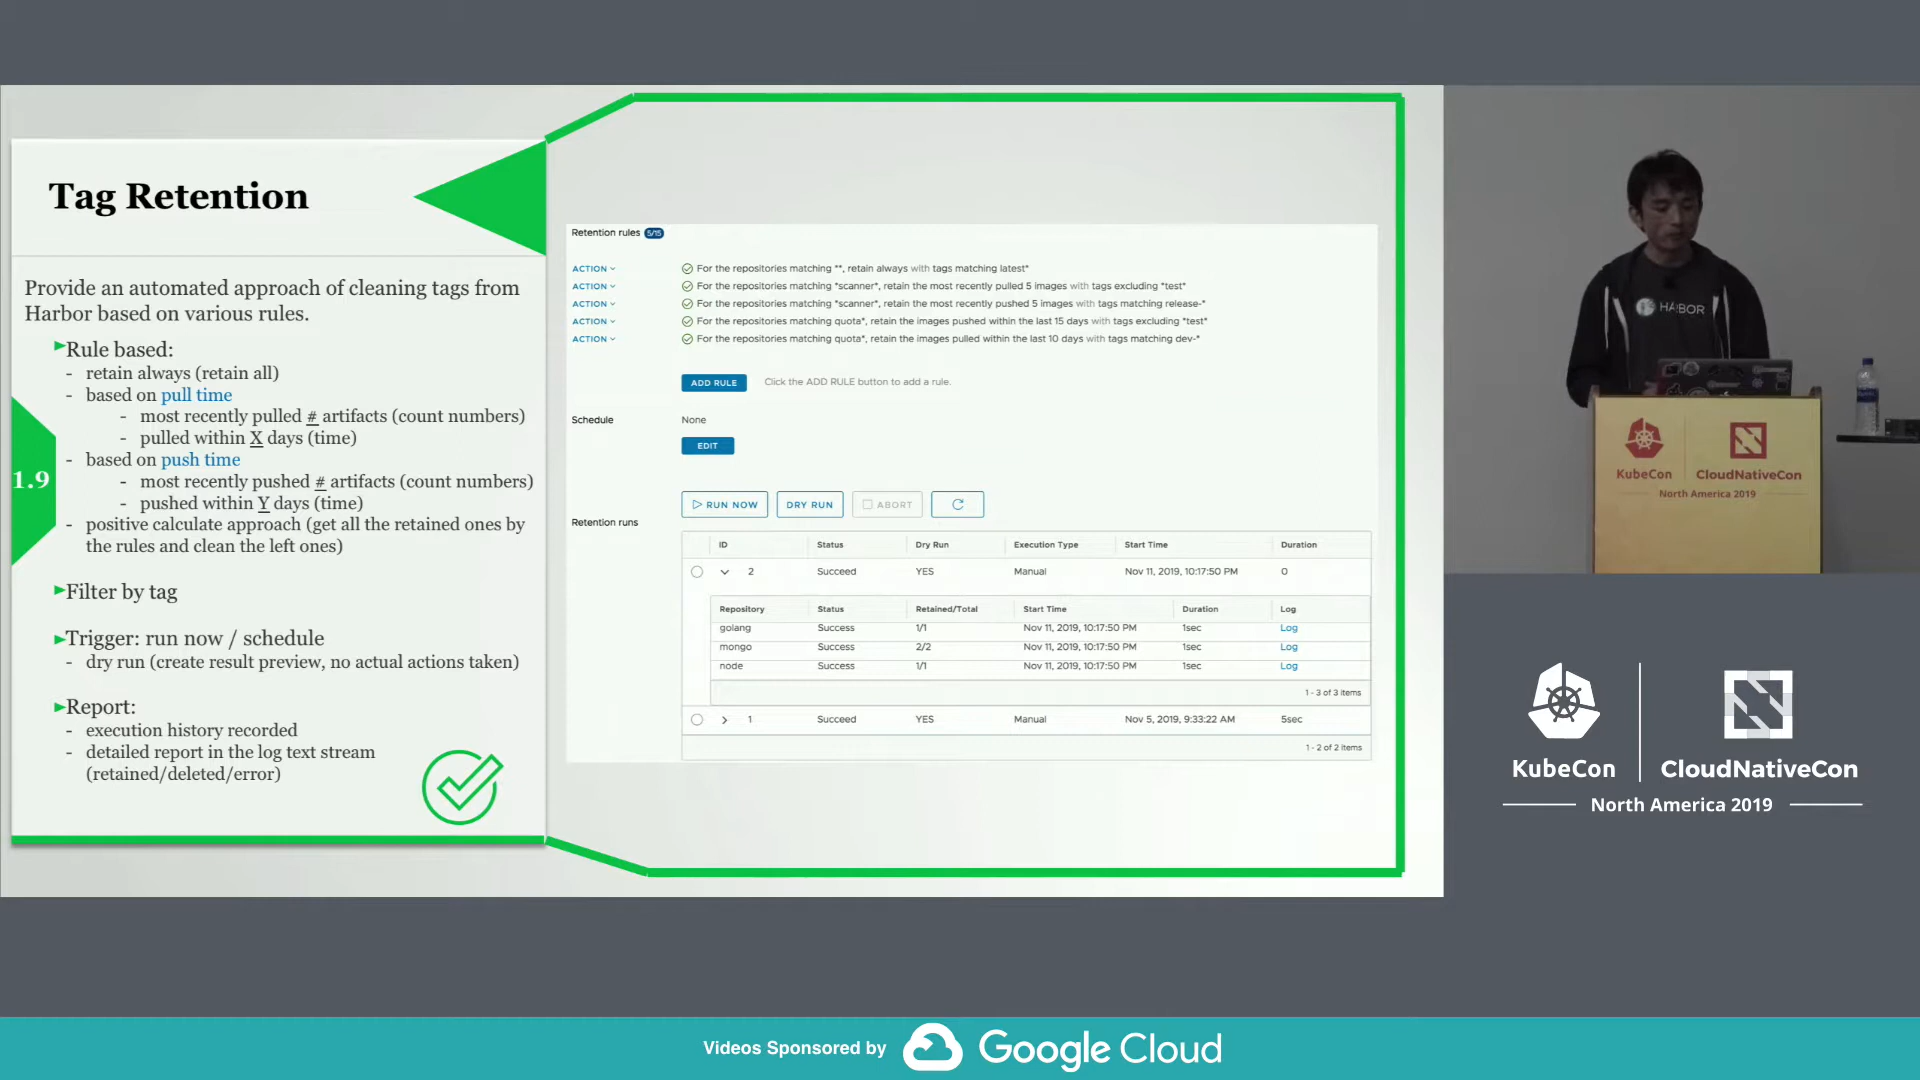 Tag Retention
Provide an automated approach of cleaning tags from
Harbor based on various rules.
Rule based:
- retain always (retain all)
- based on pull time
- most recently pulled # artifacts (count numbers)
- pulled within X days (time)
- based on push time
- most recently pushed # artifacts (count numbers)
- pushed within Y days (time)
- positive calculate approach (get all the retained ones by
the rules and clean the left ones)
1.9
Filter by tag
Trigger: run now / schedule
- dry run (create result preview, no actual actions taken)
Report:
- execution history recorded
- detailed report in the log text stream
(retained/deleted/error)
Retention rules 5/15
ACTION For the repositories matching **, retain always with tags matching latest*
ACTION For the repositories matching *scanner*, retain the most recently pulled 5 images with tags excluding *test*
ACTION For the repositories matching *scanner*, retain the most recently pushed 5 images with tags matching release-*
ACTION For the repositories matching quota*, retain the images pushed within the last 15 days with tags excluding *test*
ACTION For the repositories matching quota*, retain the images pulled within the last 10 days with tags matching dev-*
ADD RULE Click the ADD RULE button to add a rule.
Schedule None
EDIT
RUN NOW DRY RUN ABORT
Retention runs
ID Status Dry Run Execution Type Start Time Duration
2 Succeed YES Manual Nov 11, 2019, 10:17:50 PM 0
Repository Status Retained/Total Start Time Duration Log
golang Success 1/1 Nov 11, 2019, 10:17:50 PM 1sec Log
mongo Success 2/2 Nov 11, 2019, 10:17:50 PM 1sec Log
node Success 1/1 Nov 11, 2019, 10:17:50 PM 1sec Log
1 - 3 of 3 items
1 Succeed YES Manual Nov 5, 2019, 9:33:22 AM 5sec
1 - 2 of 2 items
HARBOR
KubeCon CloudNativeCon
North America 2019
KubeCon CloudNativeCon
North America 2019
Videos Sponsored by Google Cloud